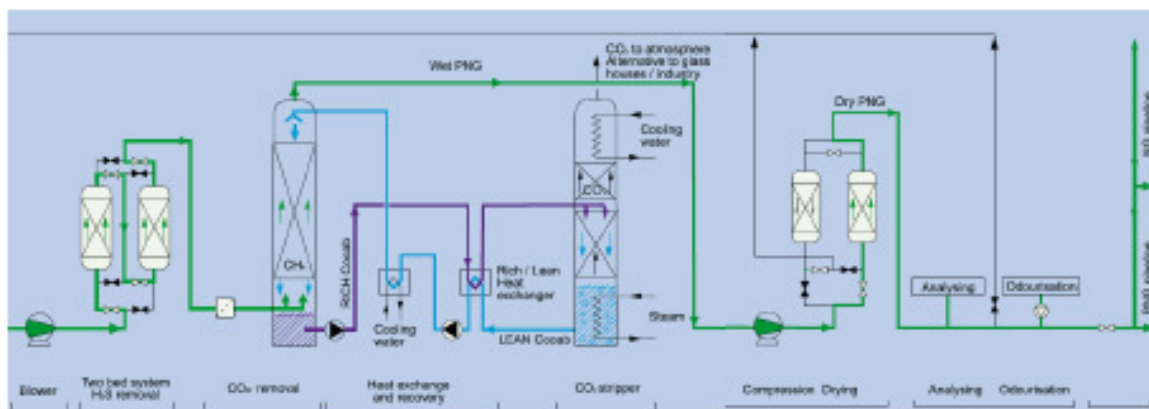 Wet PNG
CO₂ to atmosphere
Alternative to glass
houses / industry
Dry PNG
Cooling
water
CO₂
CH₄
RICH Cooab
Rich / Lean
Heat
exchanger
Cooling
water
LEAN Cooab
Steam
Analysing
Odourisation
Blower
Two bed system
H₂S removal
CO₂ removal
Heat exchange
and recovery
CO₂ stripper
Compression Drying
Analysing
Odourisation